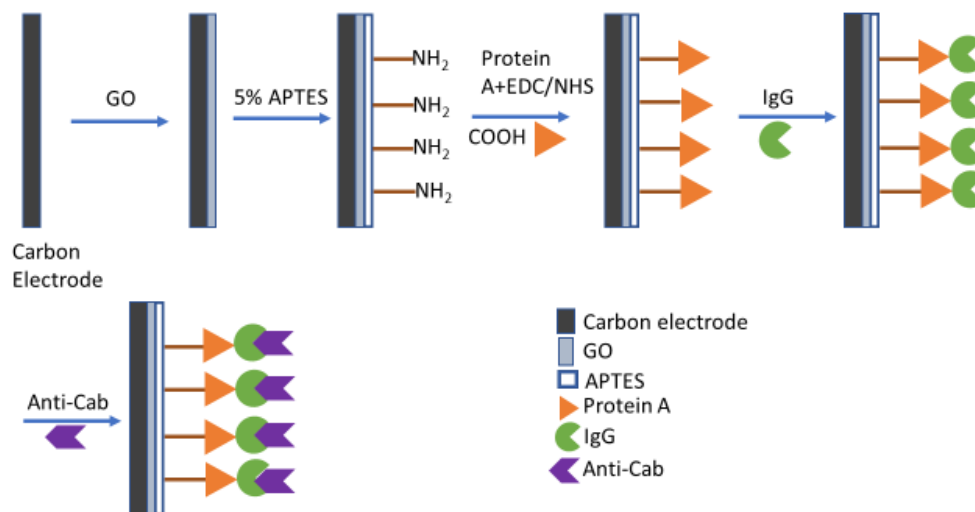 GO
5% APTES
NH2
NH2
NH2
NH2
Protein
A+EDC/NHS
COOH
IgG
Carbon
Electrode
Anti-Cab
Carbon electrode
GO
APTES
Protein A
IgG
Anti-Cab